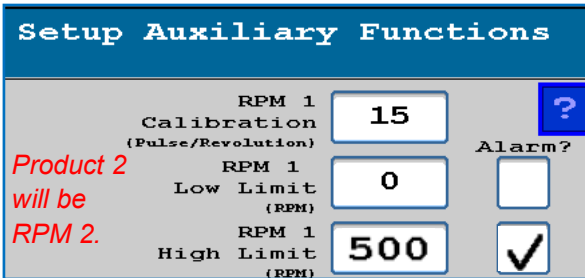 Setup Auxiliary Functions
RPM 1
Calibration
(Pulse/Revolution)
15
?
Alarm?
Product 2
will be
RPM 2.
RPM 1
Low Limit
(RPM)
0
RPM 1
High Limit
(RPM)
500